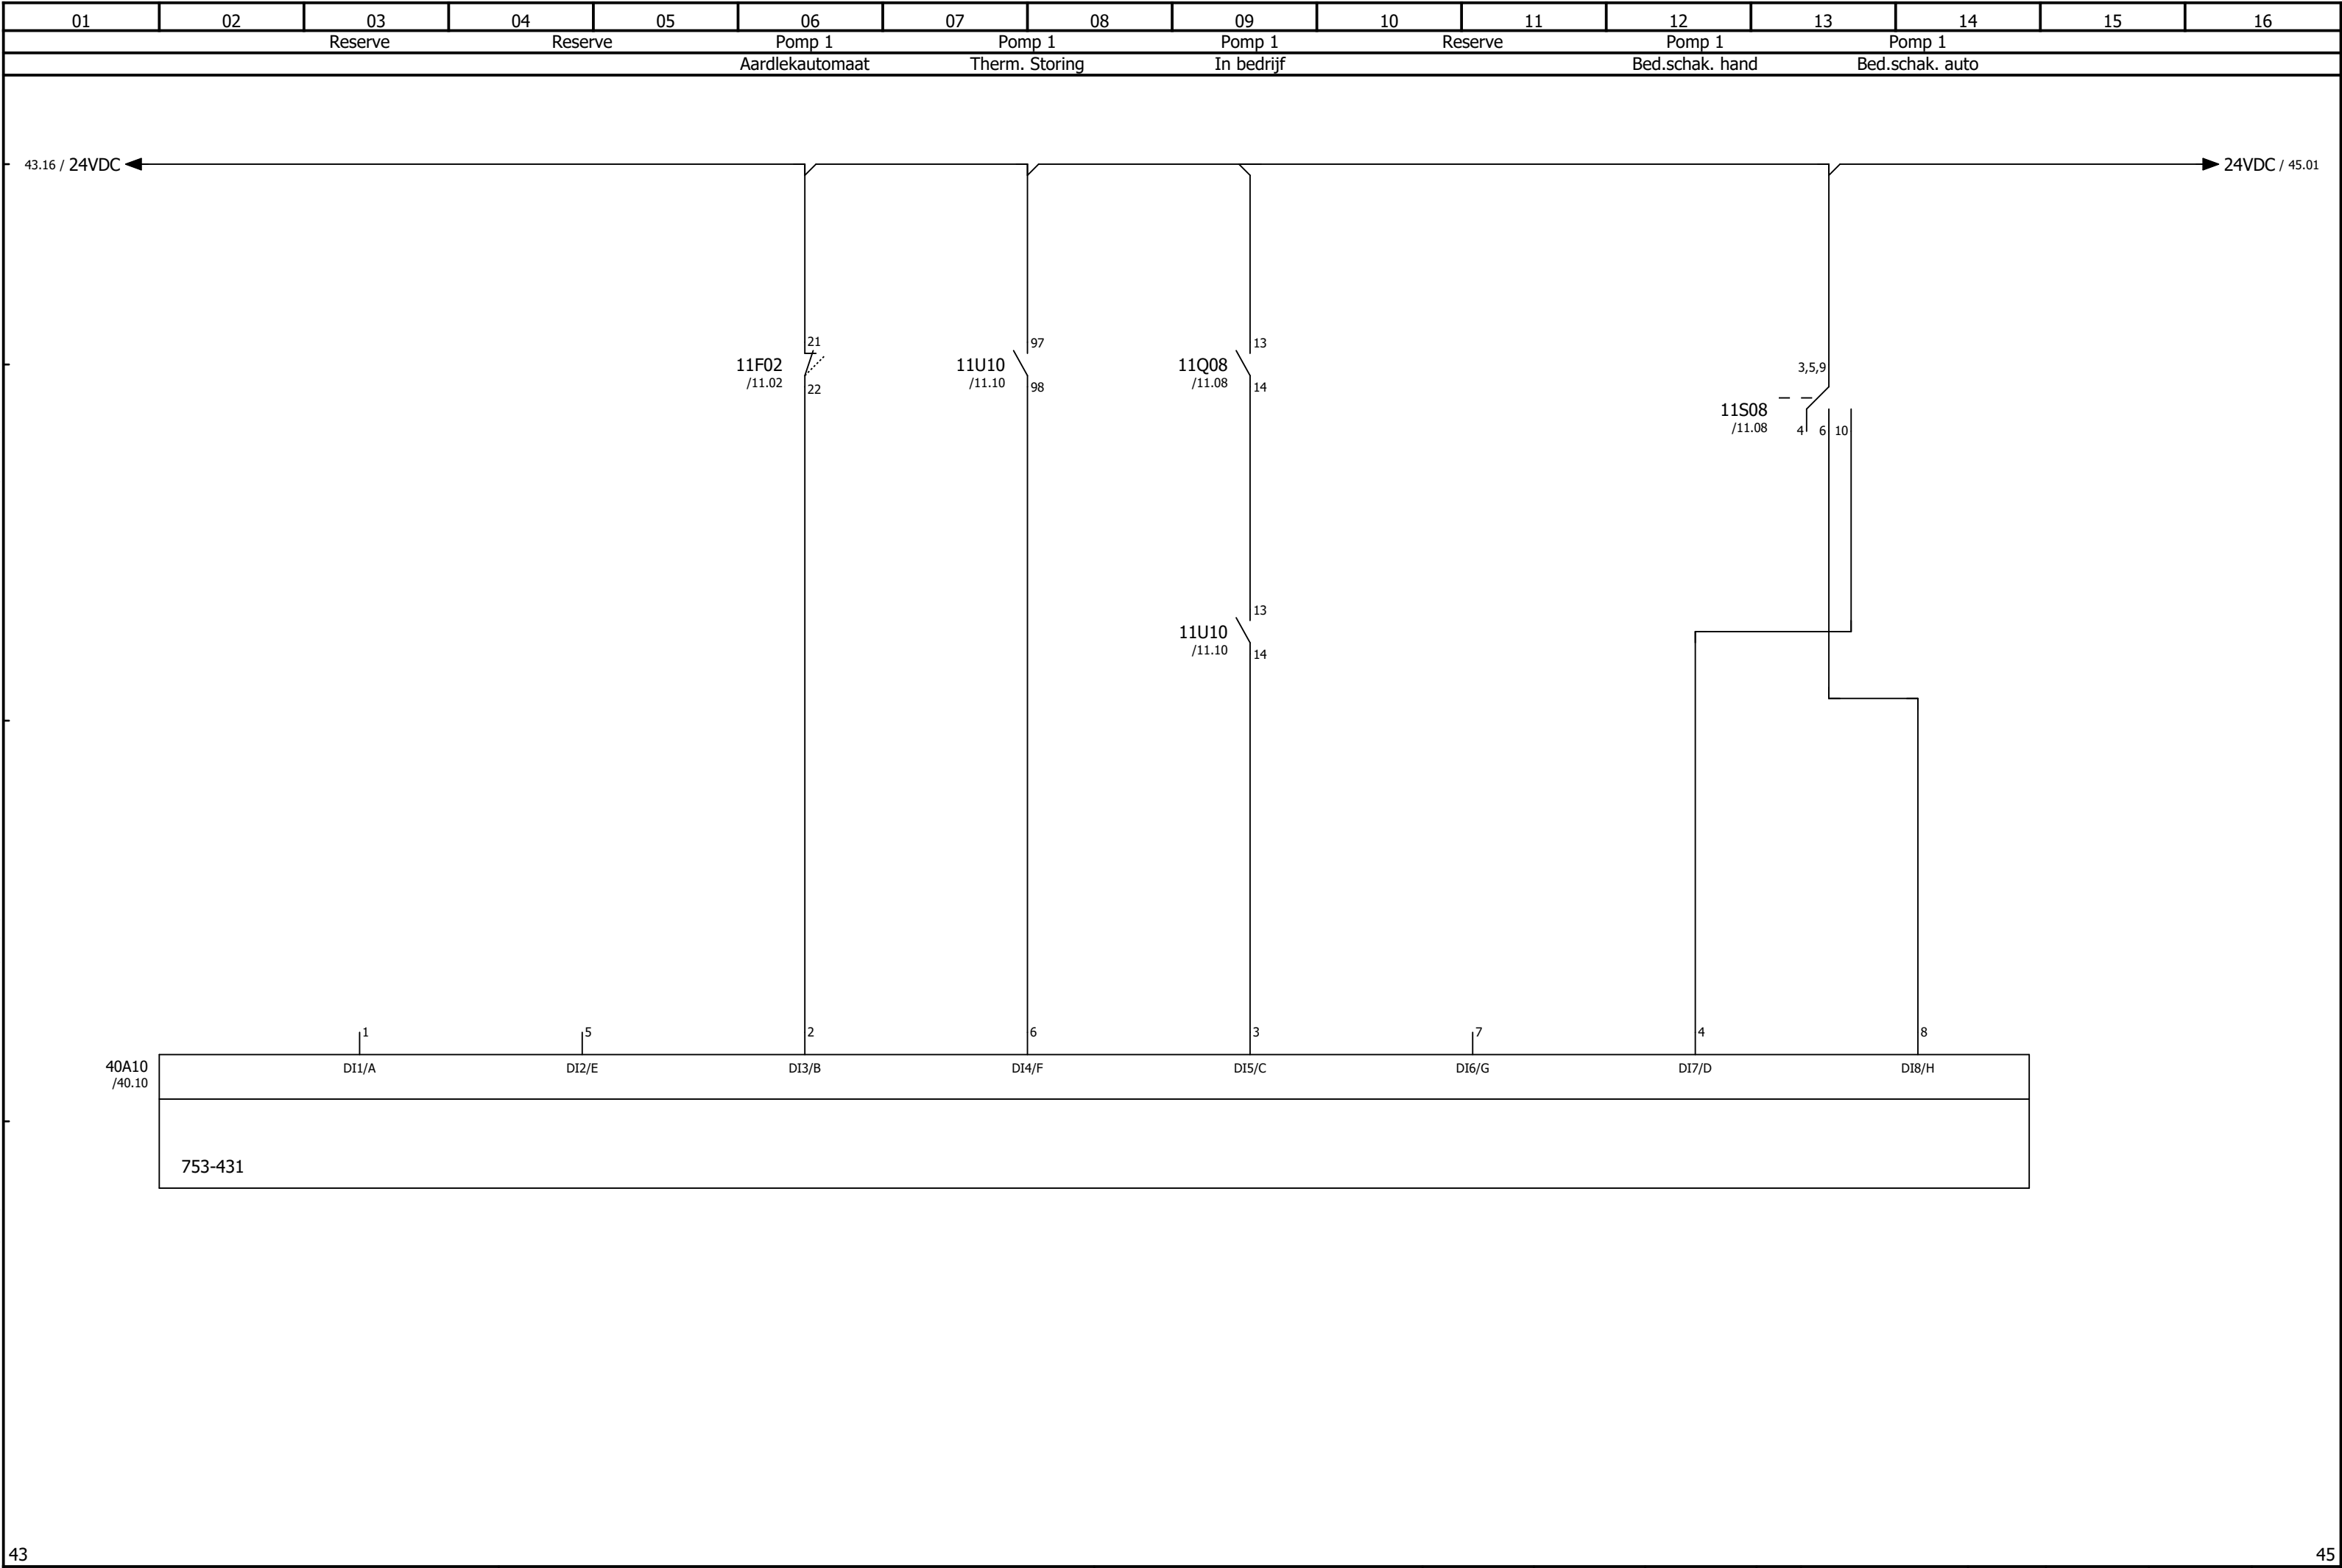 01 02 03 04 05 06 07 08 09 10 11 12 13 14 15 16
Reserve Reserve Pomp 1 Pomp 1 Pomp 1 Reserve Pomp 1 Pomp 1
Aardlekautomaat Therm. Storing In bedrijf Bed.schak. hand Bed.schak. auto
43.16 / 24VDC 24VDC / 45.01
21 97 13
11F02 11U10 11Q08 3,5,9
/11.02 /11.10 /11.08
22 98 14
11S08
/11.08 4 6 10
13
11U10
/11.10 14
1 5 2 6 3 7 4 8
40A10 DI1/A DI2/E DI3/B DI4/F DI5/C DI6/G DI7/D DI8/H
/40.10
753-431
43 45